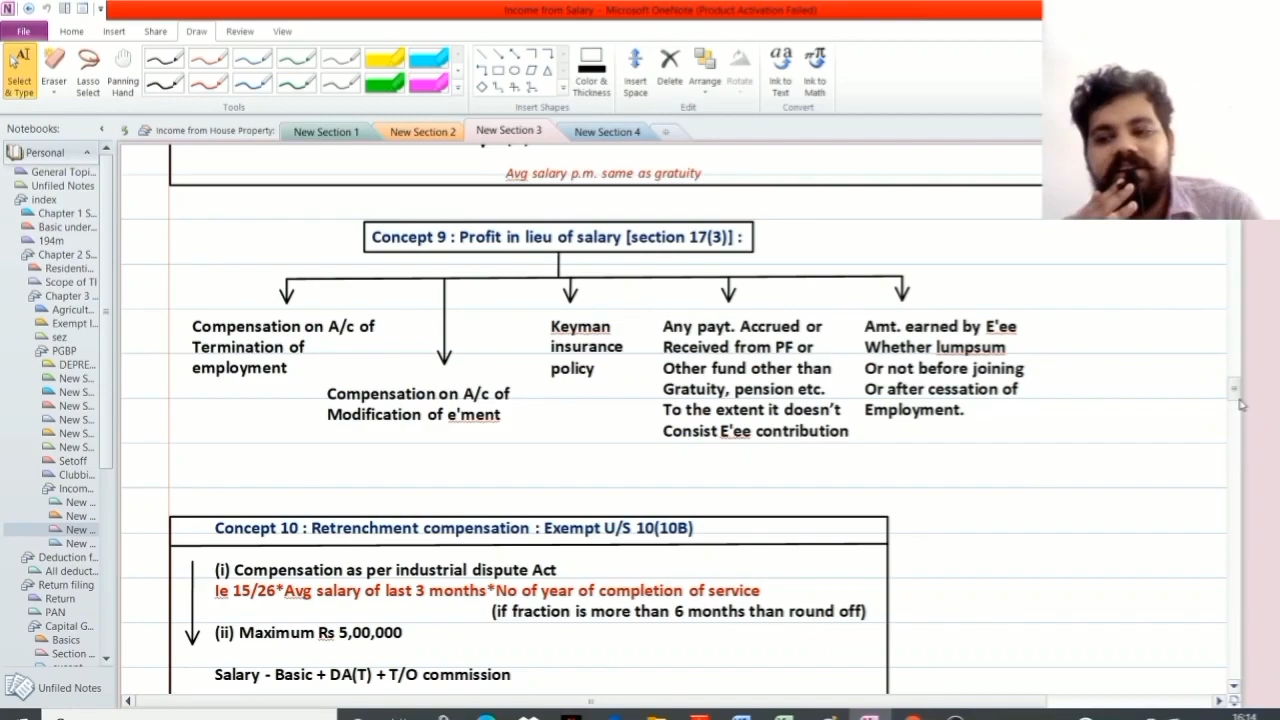 Income from Salary - Microsoft OneNote (Product Activation Failed)
File Home Insert Share Draw Review View
Select & Type
Eraser
Lasso Select
Panning Hand
Color & Thickness
Insert Space
Delete
Arrange
Rotate
Ink to Text
Ink to Math
Tools
Insert Shapes
Edit
Convert
Notebooks:
Income from House Property:
New Section 1
New Section 2
New Section 3
New Section 4
Personal
General Topi...
Unfiled Notes
index
Chapter 1 S...
Basic under...
194m
Chapter 2 S...
Residenti...
Scope of TI
Chapter 3 ...
Agricult...
Exempt I...
sez
PGBP
DEPRE...
New S...
New S...
New S...
New S...
New S...
Setoff
Clubbi...
Incom...
New ...
New ...
New ...
New ...
Deduction f...
All deduct...
Return filing
Return
PAN
Capital G...
Basics
Section ...
Unfiled Notes
Avg salary p.m. same as gratuity
Concept 9 : Profit in lieu of salary [section 17(3)] :
Compensation on A/c of
Termination of
employment
Compensation on A/c of
Modification of e'ment
Keyman
insurance
policy
Any payt. Accrued or
Received from PF or
Other fund other than
Gratuity, pension etc.
To the extent it doesn't
Consist E'ee contribution
Amt. earned by E'ee
Whether lumpsum
Or not before joining
Or after cessation of
Employment.
Concept 10 : Retrenchment compensation : Exempt U/S 10(10B)
(i) Compensation as per industrial dispute Act
Ie 15/26*Avg salary of last 3 months*No of year of completion of service
(if fraction is more than 6 months than round off)
(ii) Maximum Rs 5,00,000
Salary - Basic + DA(T) + T/O commission
16:14